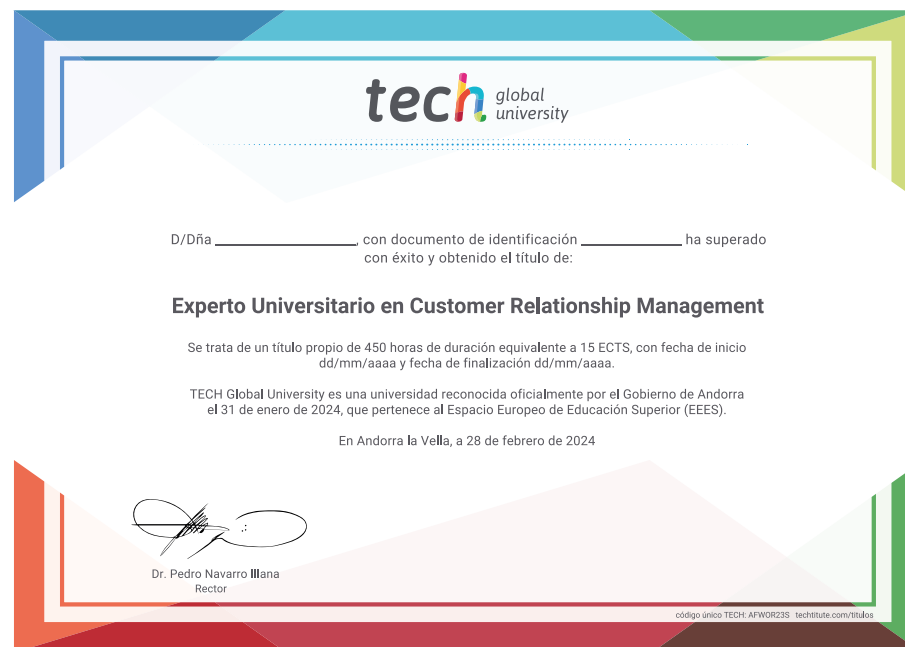 tech global university
D/Dña ____________________, con documento de identificación ______________ ha superado
con éxito y obtenido el título de:
Experto Universitario en Customer Relationship Management
Se trata de un título propio de 450 horas de duración equivalente a 15 ECTS, con fecha de inicio
dd/mm/aaaa y fecha de finalización dd/mm/aaaa.
TECH Global University es una universidad reconocida oficialmente por el Gobierno de Andorra
el 31 de enero de 2024, que pertenece al Espacio Europeo de Educación Superior (EEES).
En Andorra la Vella, a 28 de febrero de 2024
Dr. Pedro Navarro Illana
Rector
código único TECH: AFWOR23S techtitute.com/titulos